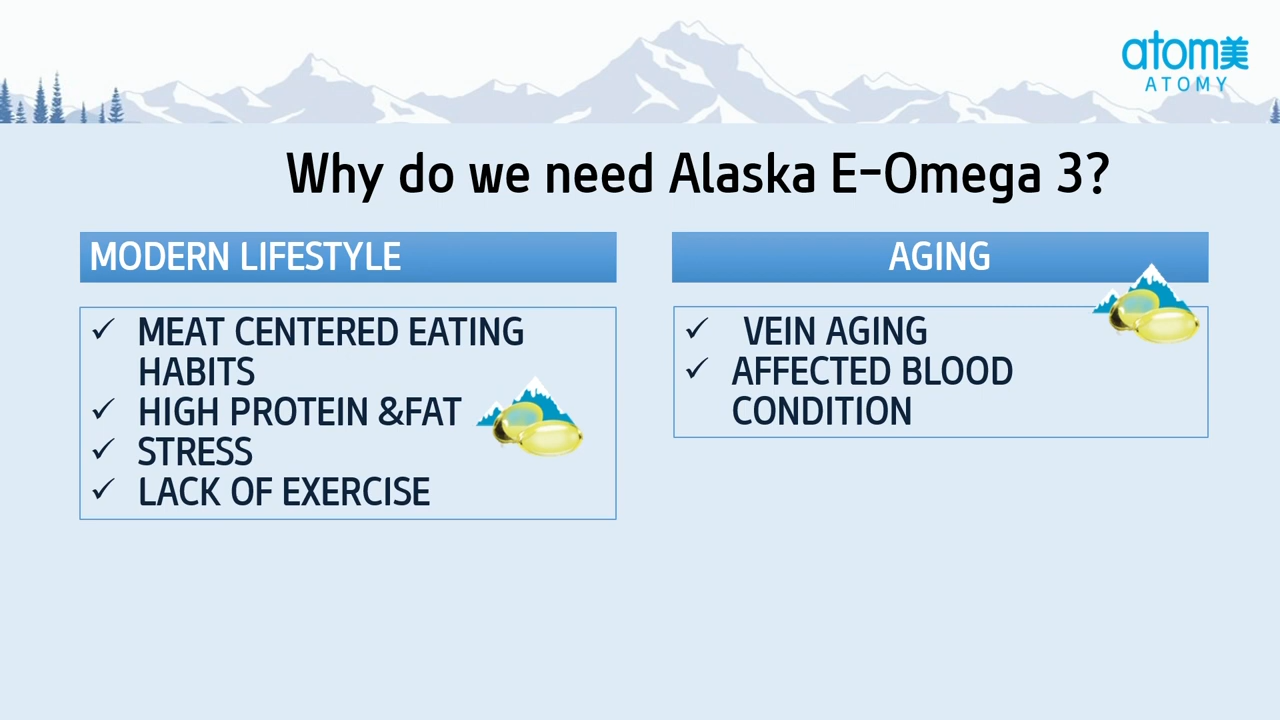 atom美
ATOMY
Why do we need Alaska E-Omega 3?
MODERN LIFESTYLE
✓ MEAT CENTERED EATING
HABITS
✓ HIGH PROTEIN &FAT
✓ STRESS
✓ LACK OF EXERCISE
AGING
✓ VEIN AGING
✓ AFFECTED BLOOD
CONDITION